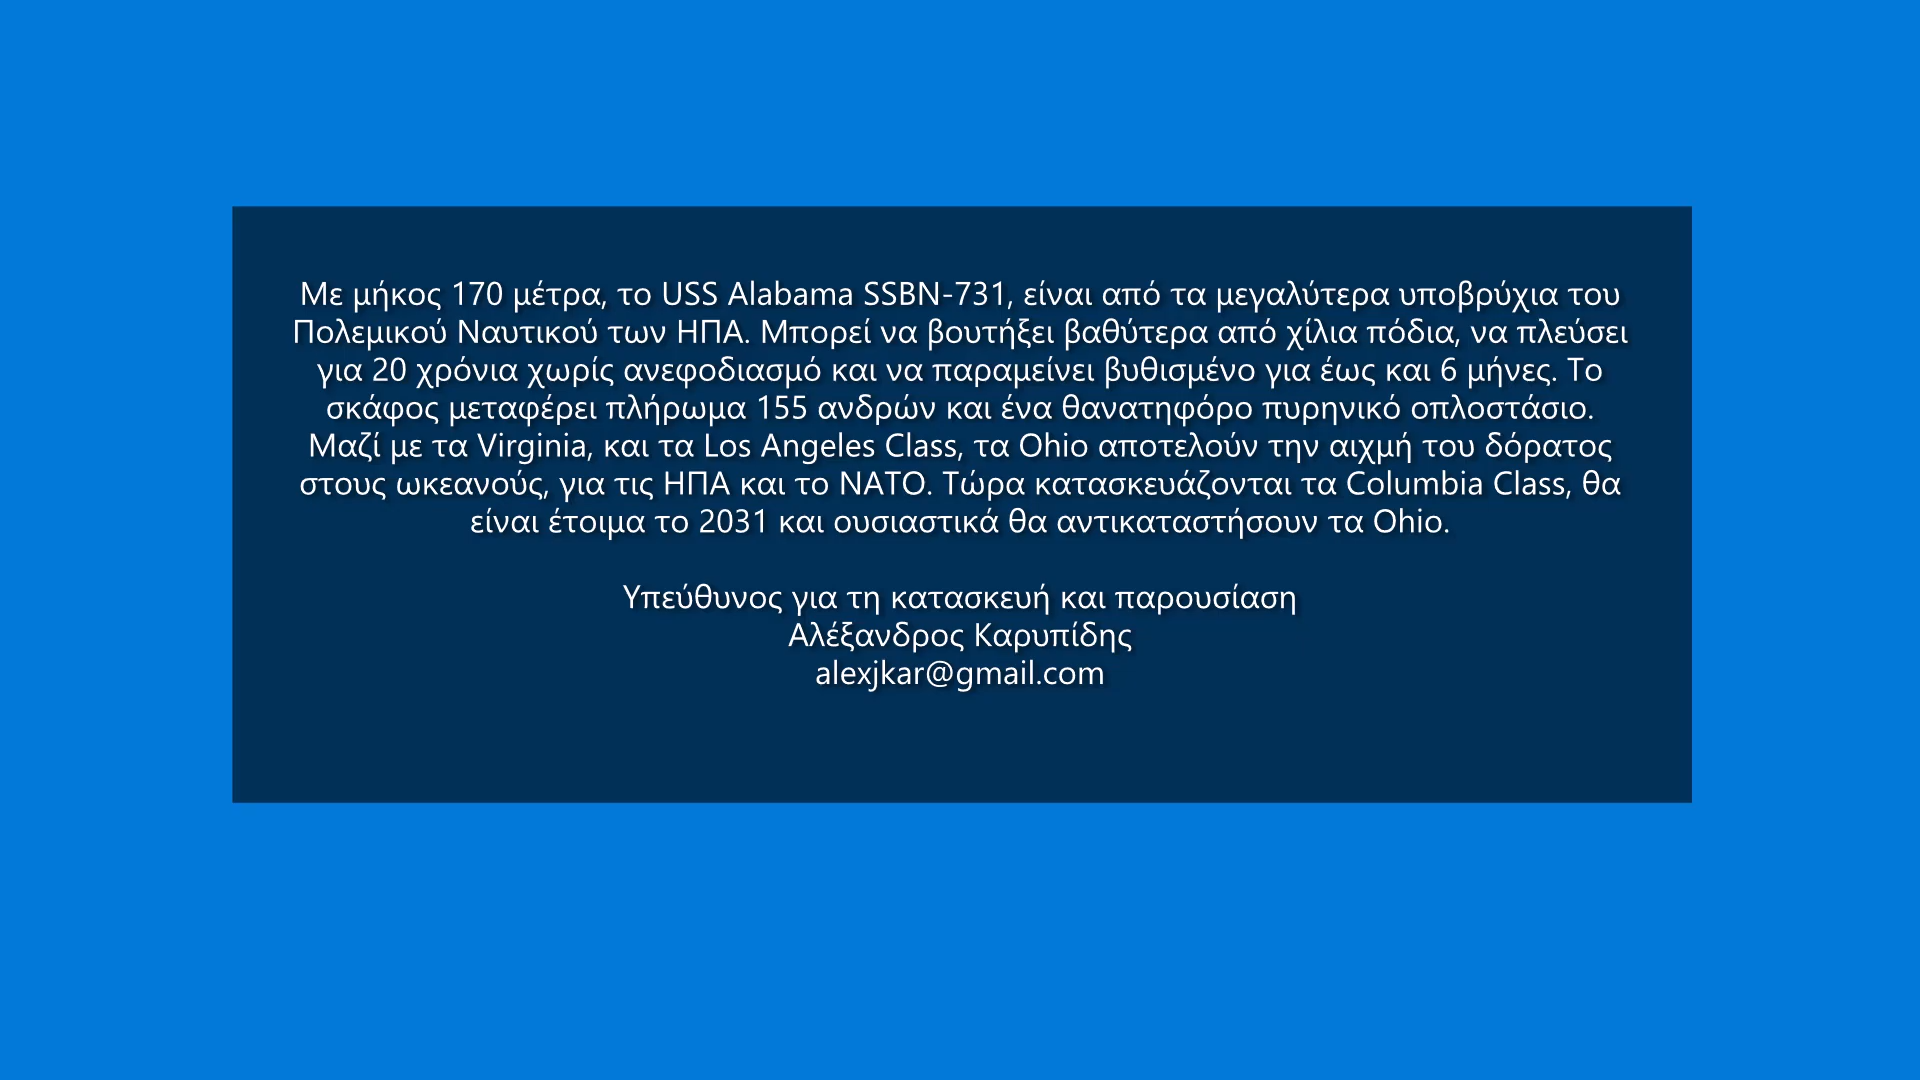 Με μήκος 170 μέτρα, το USS Alabama SSBN-731, είναι από τα μεγαλύτερα υποβρύχια του
Πολεμικού Ναυτικού των ΗΠΑ. Μπορεί να βουτήξει βαθύτερα από χίλια πόδια, να πλεύσει
για 20 χρόνια χωρίς ανεφοδιασμό και να παραμείνει βυθισμένο για έως και 6 μήνες. Το
σκάφος μεταφέρει πλήρωμα 155 ανδρών και ένα θανατηφόρο πυρηνικό οπλοστάσιο.
Μαζί με τα Virginia, και τα Los Angeles Class, τα Ohio αποτελούν την αιχμή του δόρατος
στους ωκεανούς, για τις ΗΠΑ και το ΝΑΤΟ. Τώρα κατασκευάζονται τα Columbia Class, θα
είναι έτοιμα το 2031 και ουσιαστικά θα αντικαταστήσουν τα Ohio.
Υπεύθυνος για τη κατασκευή και παρουσίαση
Αλέξανδρος Καρυπίδης
alexjkar@gmail.com